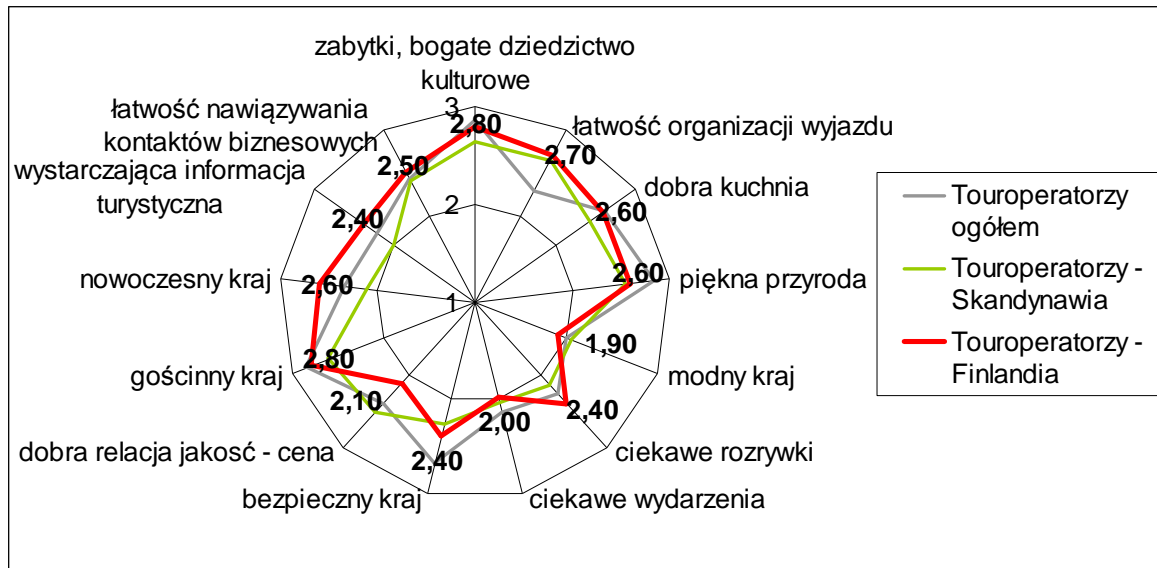 zabytki, bogate dziedzictwo
kulturowe
łatwość nawiązywania
kontaktów biznesowych
wystarczająca informacja
turystyczna
nowoczesny kraj
gościnny kraj
dobra relacja jakość - cena
bezpieczny kraj
ciekawe wydarzenia
ciekawe rozrywki
modny kraj
piękna przyroda
dobra kuchnia
łatwość organizacji wyjazdu
3
2
1
2,80
2,70
2,60
2,60
1,90
2,40
2,00
2,40
2,10
2,80
2,60
2,40
2,50
Touroperatorzy
ogółem
Touroperatorzy -
Skandynawia
Touroperatorzy -
Finlandia